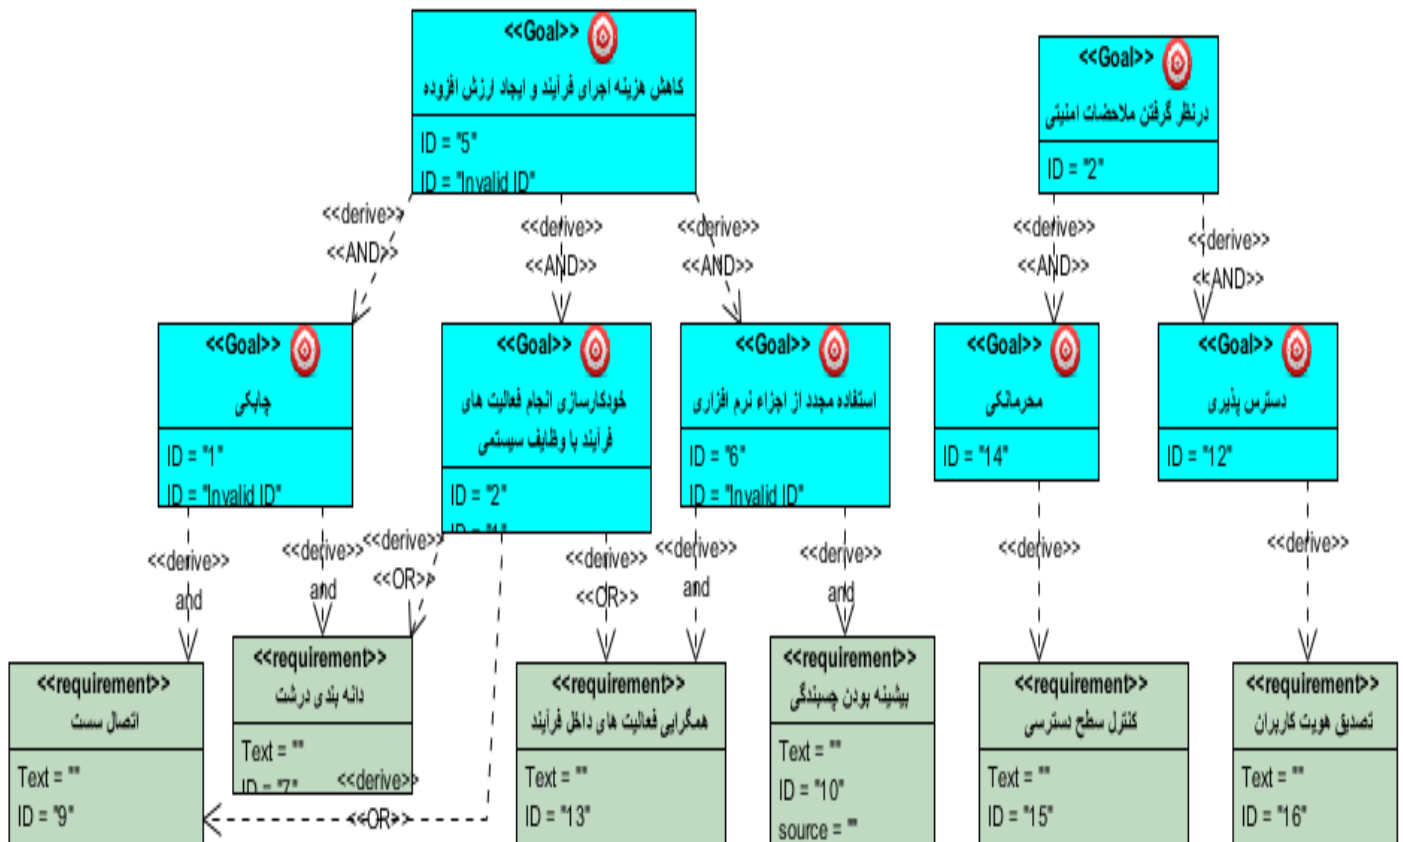 <<Goal>>
کاهش هزینه اجرای فرآیند و ایجاد ارزش افزوده
ID = "5"
ID = "Invalid ID"
<<Goal>>
درنظر گرفتن ملاحضات امنیتی
ID = "2"
<<derive>>
<<AND>>
<<derive>>
<<AND>>
<<derive>>
<<AND>>
<<derive>>
<<AND>>
<<derive>>
<<AND>>
<<Goal>>
چابکی
ID = "1"
ID = "Invalid ID"
<<Goal>>
خودکارسازی انجام فعالیت های
فرآیند با وظایف سیستمی
ID = "2"
ID = "1"
<<Goal>>
استفاده مجدد از اجزاء نرم افزاری
ID = "6"
ID = "Invalid ID"
<<Goal>>
محرمانگی
ID = "14"
<<Goal>>
دسترس پذیری
ID = "12"
<<derive>>
and
<<derive>>
and
<<derive>>
<<OR>>
<<derive>>
<<OR>>
<<derive>>
and
<<derive>>
and
<<derive>>
<<derive>>
<<requirement>>
اتصال سست
Text = ""
ID = "9"
<<requirement>>
دانه بندی درشت
Text = ""
ID = "7"
<<derive>>
<<OR>>
<<requirement>>
همگرایی فعالیت های داخل فرآیند
Text = ""
ID = "13"
<<requirement>>
بیشینه بودن چسبندگی
Text = ""
ID = "10"
source = ""
<<requirement>>
کنترل سطح دسترسی
Text = ""
ID = "15"
<<requirement>>
تصدیق هویت کاربران
Text = ""
ID = "16"